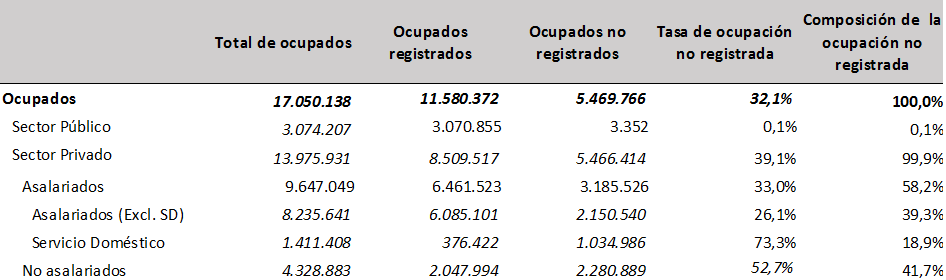 Total de ocupados Ocupados registrados Ocupados no registrados Tasa de ocupación no registrada Composición de la ocupación no registrada
Ocupados 17.050.138 11.580.372 5.469.766 32,1% 100,0%
Sector Público 3.074.207 3.070.855 3.352 0,1% 0,1%
Sector Privado 13.975.931 8.509.517 5.466.414 39,1% 99,9%
Asalariados 9.647.049 6.461.523 3.185.526 33,0% 58,2%
Asalariados (Excl. SD) 8.235.641 6.085.101 2.150.540 26,1% 39,3%
Servicio Doméstico 1.411.408 376.422 1.034.986 73,3% 18,9%
No asalariados 4.328.883 2.047.994 2.280.889 52,7% 41,7%